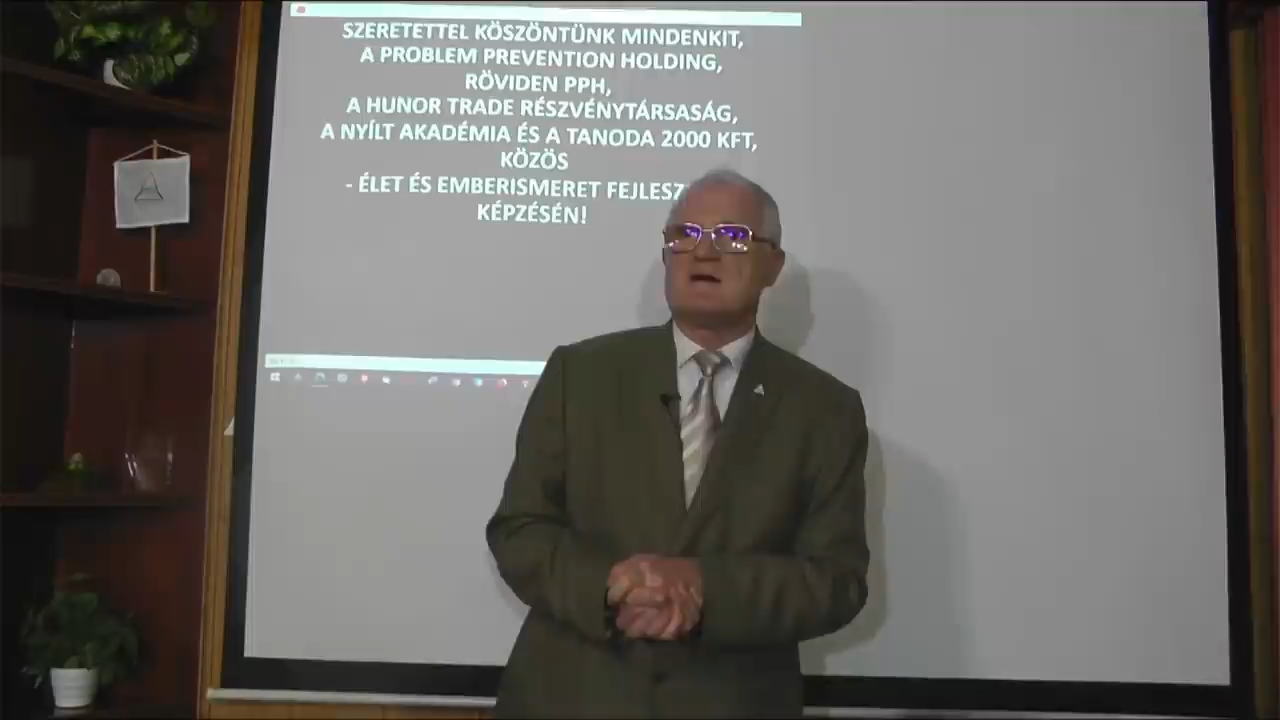 SZERETETTEL KÖSZÖNTÜNK MINDENKIT,
A PROBLEM PREVENTION HOLDING,
RÖVIDEN PPH,
A HUNOR TRADE RÉSZVÉNYTÁRSASÁG,
A NYÍLT AKADÉMIA ÉS A TANODA 2000 KFT,
KÖZÖS
- ÉLET ÉS EMBERISMERET
KÉPZÉSÉN!